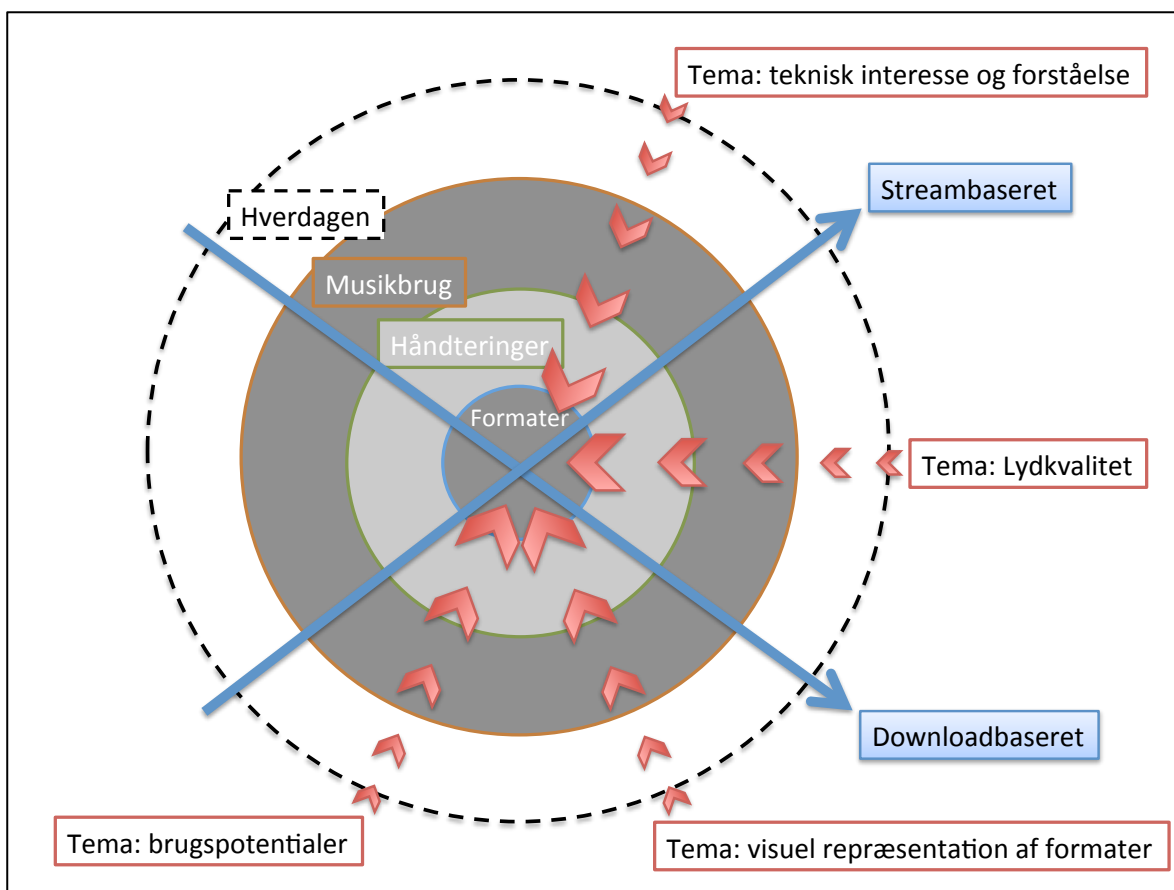 Tema: teknisk interesse og forståelse
Streambaseret
Hverdagen
Musikbrug
Håndteringer
Formater
Tema: Lydkvalitet
Downloadbaseret
Tema: brugspotentialer
Tema: visuel repræsentation af formater